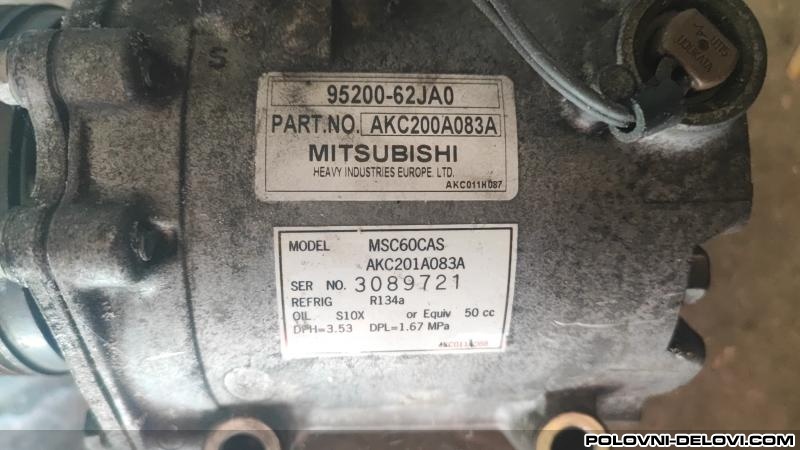 S
95200-62JA0
PART.NO. AKC200A083A
MITSUBISHI
HEAVY INDUSTRIES EUROPE. LTD.
AKC011H087
MODEL MSC60CAS
AKC201A083A
SER NO. 3089721
REFRIG R134a
OIL S10X or Equiv 50 cc
DPH=3.53 DPL=1.67 MPa
POLOVNI-DELOVI.COM